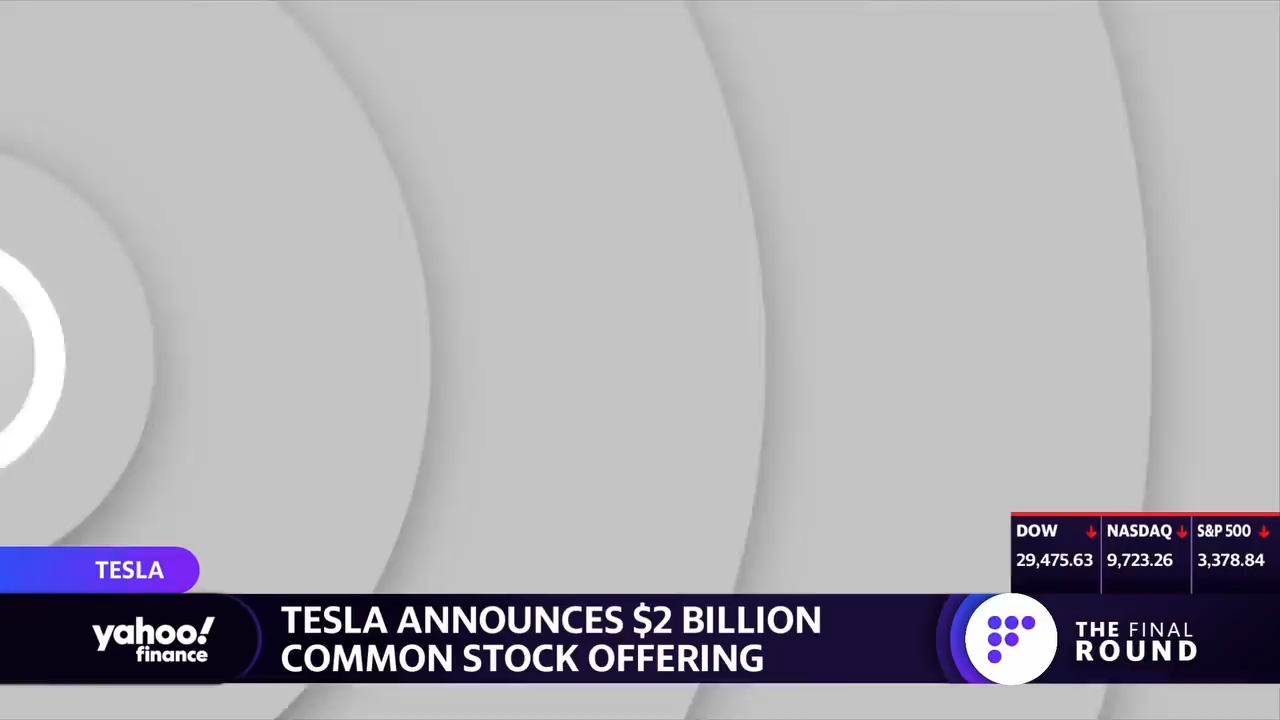 DOW
29,475.63
NASDAQ
9,723.26
S&P 500
3,378.84
TESLA
yahoo!
finance
TESLA ANNOUNCES $2 BILLION
COMMON STOCK OFFERING
THE FINAL
ROUND